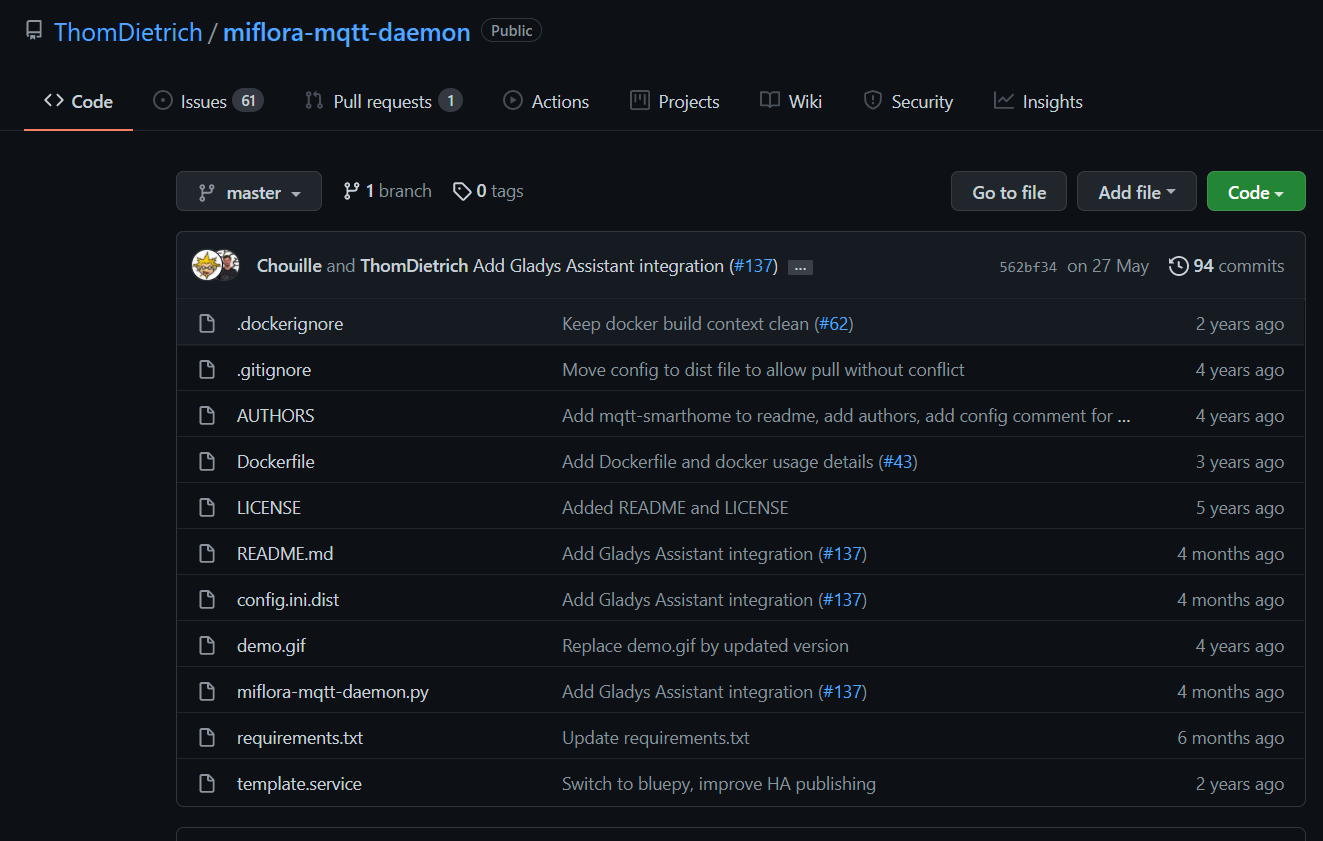 ThomDietrich / miflora-mqtt-daemon Public
Code Issues 61 Pull requests 1 Actions Projects Wiki Security Insights
master 1 branch 0 tags Go to file Add file Code
Chouille and ThomDietrich Add Gladys Assistant integration (#137) ... 562bf34 on 27 May 94 commits
.dockerignore Keep docker build context clean (#62) 2 years ago
.gitignore Move config to dist file to allow pull without conflict 4 years ago
AUTHORS Add mqtt-smarthome to readme, add authors, add config comment for ... 4 years ago
Dockerfile Add Dockerfile and docker usage details (#43) 3 years ago
LICENSE Added README and LICENSE 5 years ago
README.md Add Gladys Assistant integration (#137) 4 months ago
config.ini.dist Add Gladys Assistant integration (#137) 4 months ago
demo.gif Replace demo.gif by updated version 4 years ago
miflora-mqtt-daemon.py Add Gladys Assistant integration (#137) 4 months ago
requirements.txt Update requirements.txt 6 months ago
template.service Switch to bluepy, improve HA publishing 2 years ago